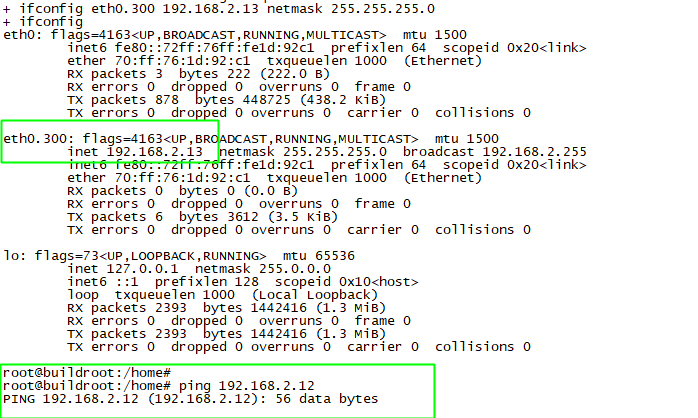 + ifconfig eth0.300 192.168.2.13 netmask 255.255.255.0
+ ifconfig
eth0: flags=4163<UP,BROADCAST,RUNNING,MULTICAST>  mtu 1500
        inet6 fe80::72ff:76ff:fe1d:92c1  prefixlen 64  scopeid 0x20<link>
        ether 70:ff:76:1d:92:c1  txqueuelen 1000  (Ethernet)
        RX packets 3  bytes 222 (222.0 B)
        RX errors 0  dropped 0  overruns 0  frame 0
        TX packets 878  bytes 448725 (438.2 KiB)
        TX errors 0  dropped 0 overruns 0  carrier 0  collisions 0

eth0.300: flags=4163<UP,BROADCAST,RUNNING,MULTICAST>  mtu 1500
        inet 192.168.2.13  netmask 255.255.255.0  broadcast 192.168.2.255
        inet6 fe80::72ff:76ff:fe1d:92c1  prefixlen 64  scopeid 0x20<link>
        ether 70:ff:76:1d:92:c1  txqueuelen 1000  (Ethernet)
        RX packets 0  bytes 0 (0.0 B)
        RX errors 0  dropped 0  overruns 0  frame 0
        TX packets 6  bytes 3612 (3.5 KiB)
        TX errors 0  dropped 0 overruns 0  carrier 0  collisions 0

lo: flags=73<UP,LOOPBACK,RUNNING>  mtu 65536
        inet 127.0.0.1  netmask 255.0.0.0
        inet6 ::1  prefixlen 128  scopeid 0x10<host>
        loop  txqueuelen 1000  (Local Loopback)
        RX packets 2393  bytes 1442416 (1.3 MiB)
        RX errors 0  dropped 0  overruns 0  frame 0
        TX packets 2393  bytes 1442416 (1.3 MiB)
        TX errors 0  dropped 0 overruns 0  carrier 0  collisions 0

root@buildroot:/home#
root@buildroot:/home# ping 192.168.2.12
PING 192.168.2.12 (192.168.2.12): 56 data bytes